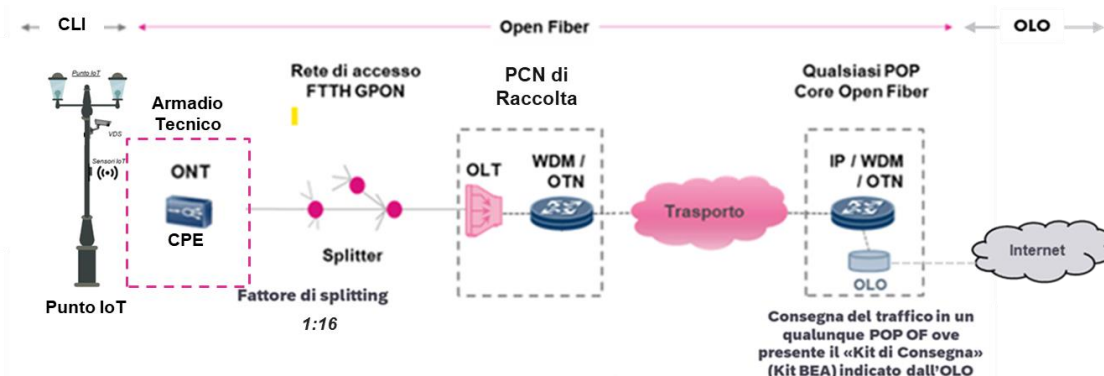 CLI
Open Fiber
OLO
Punto IoT
VDS
Sensori IoT
Punto IoT
Armadio
Tecnico
ONT
CPE
Rete di accesso
FTTH GPON
Splitter
Fattore di splitting
1:16
PCN di
Raccolta
OLT
WDM /
OTN
Trasporto
Qualsiasi POP
Core Open Fiber
IP / WDM
/ OTN
OLO
Consegna del traffico in un
qualunque POP OF ove
presente il «Kit di Consegna»
(Kit BEA) indicato dall'OLO
Internet